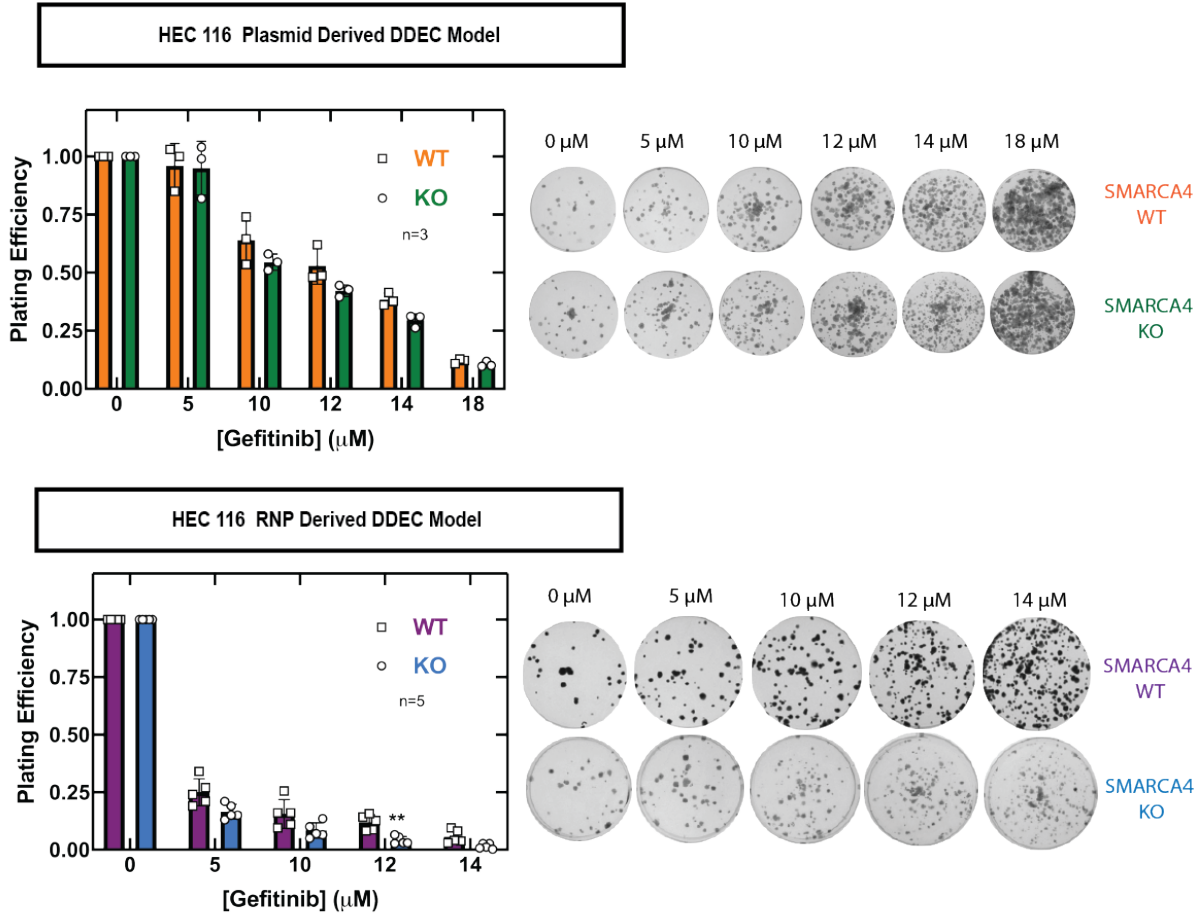 HEC 116  Plasmid Derived DDEC Model
Plating Efficiency
1.00
0.75
0.50
0.25
0.00
WT
KO
n=3
0 5 10 12 14 18
[Gefitinib] (μM)
0 μM 5 μM 10 μM 12 μM 14 μM 18 μM
SMARCA4
WT
SMARCA4
KO
HEC 116  RNP Derived DDEC Model
Plating Efficiency
1.00
0.75
0.50
0.25
0.00
WT
KO
n=5
**
0 5 10 12 14
[Gefitinib] (μM)
0 μM 5 μM 10 μM 12 μM 14 μM
SMARCA4
WT
SMARCA4
KO